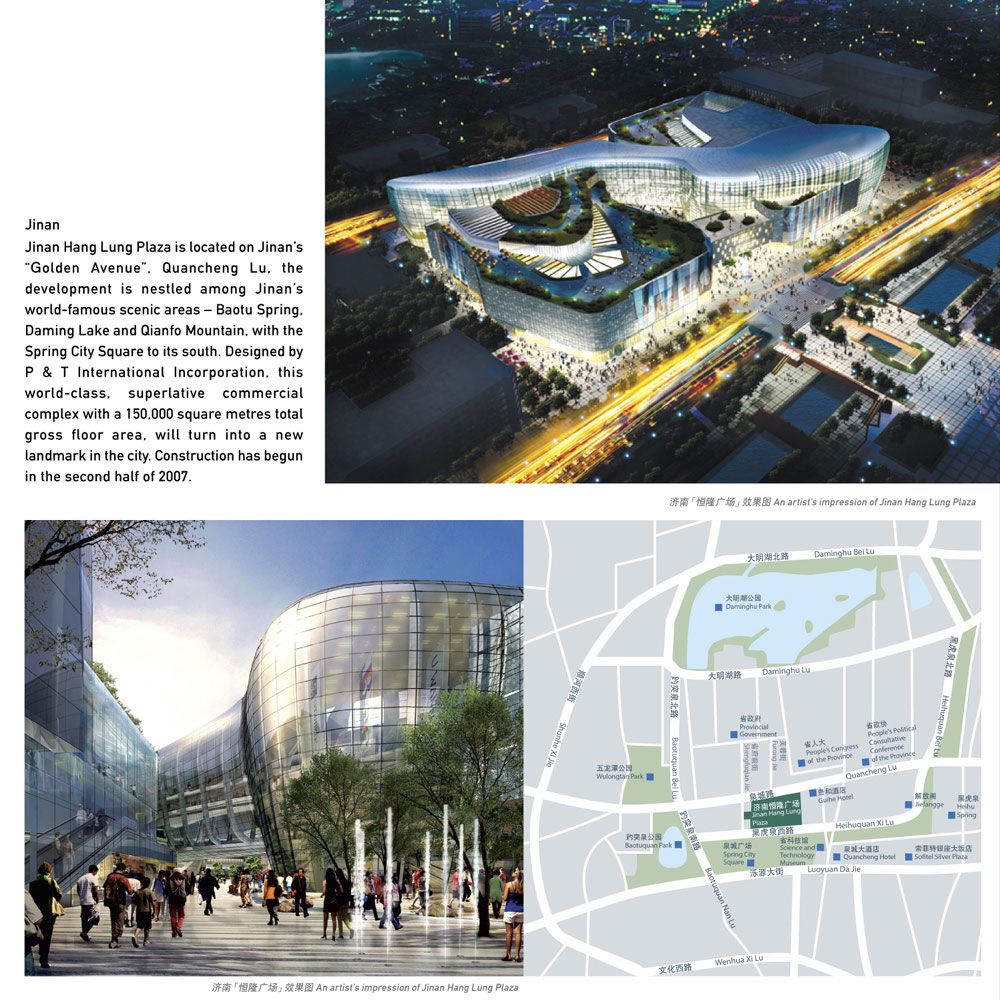 Jinan
Jinan Hang Lung Plaza is located on Jinan's
"Golden Avenue", Quancheng Lu, the
development is nestled among Jinan's
world-famous scenic areas – Baotu Spring,
Daming Lake and Qianfo Mountain, with the
Spring City Square to its south. Designed by
P & T International Incorporation, this
world-class, superlative commercial
complex with a 150,000 square metres total
gross floor area, will turn into a new
landmark in the city. Construction has begun
in the second half of 2007.
济南「恒隆广场」效果图 An artist's impression of Jinan Hang Lung Plaza
大明湖北路 Daminghu Bei Lu
大明湖公园
Daminghu Park
大明湖路 Daminghu Lu
黑虎泉北路
Heihuquan Bei Lu
顺河西街
Shunhe Xi Jie
趵突泉北路
Baotuquan Bei Lu
省政府
Provincial
Government
省府前街
Shengfuqian Jie
芙蓉街
Furong Jie
省人大
People's Congress
of the Province
省政协
People's Political
Consultative
Conference
of the Province
五龙潭公园
Wulongtan Park
泉城路
Quancheng Lu
贵和酒店
Guihe Hotel
解放阁
Jiefangge
黑虎泉
Heihu
Spring
济南恒隆广场
Jinan Hang Lung
Plaza
黑虎泉西路
Heihuquan Xi Lu
趵突泉南路
Baotuquan Nan Lu
趵突泉公园
Baotuquan Park
泉城广场
Spring City
Square
省科技馆
Science and
Technology
Museum
泉城大酒店
Quancheng Hotel
索菲特银座大饭店
Sofitel Silver Plaza
泺源大街
Luoyuan Da Jie
文化西路
Wenhua Xi Lu
济南「恒隆广场」效果图 An artist's impression of Jinan Hang Lung Plaza